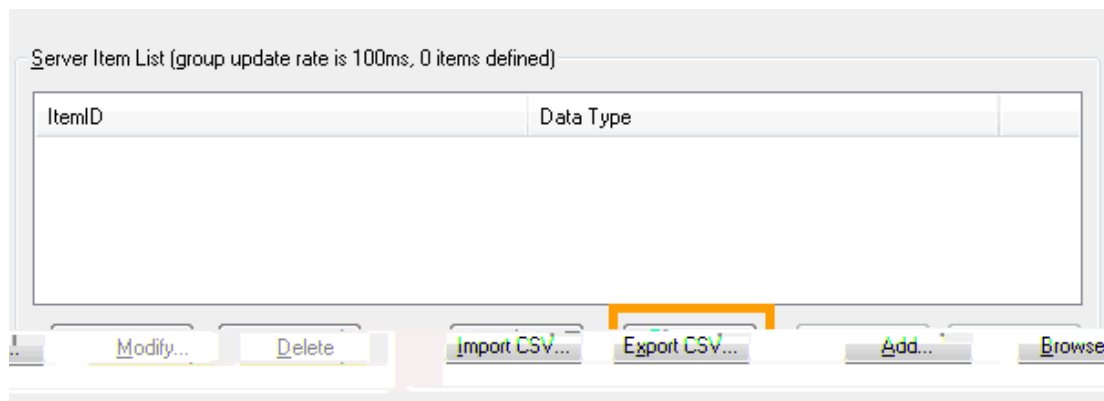 Server Item List (group update rate is 100ms, 0 items defined)
ItemID Data Type
... Modify... Delete Import CSV... Export CSV... Add... Browse